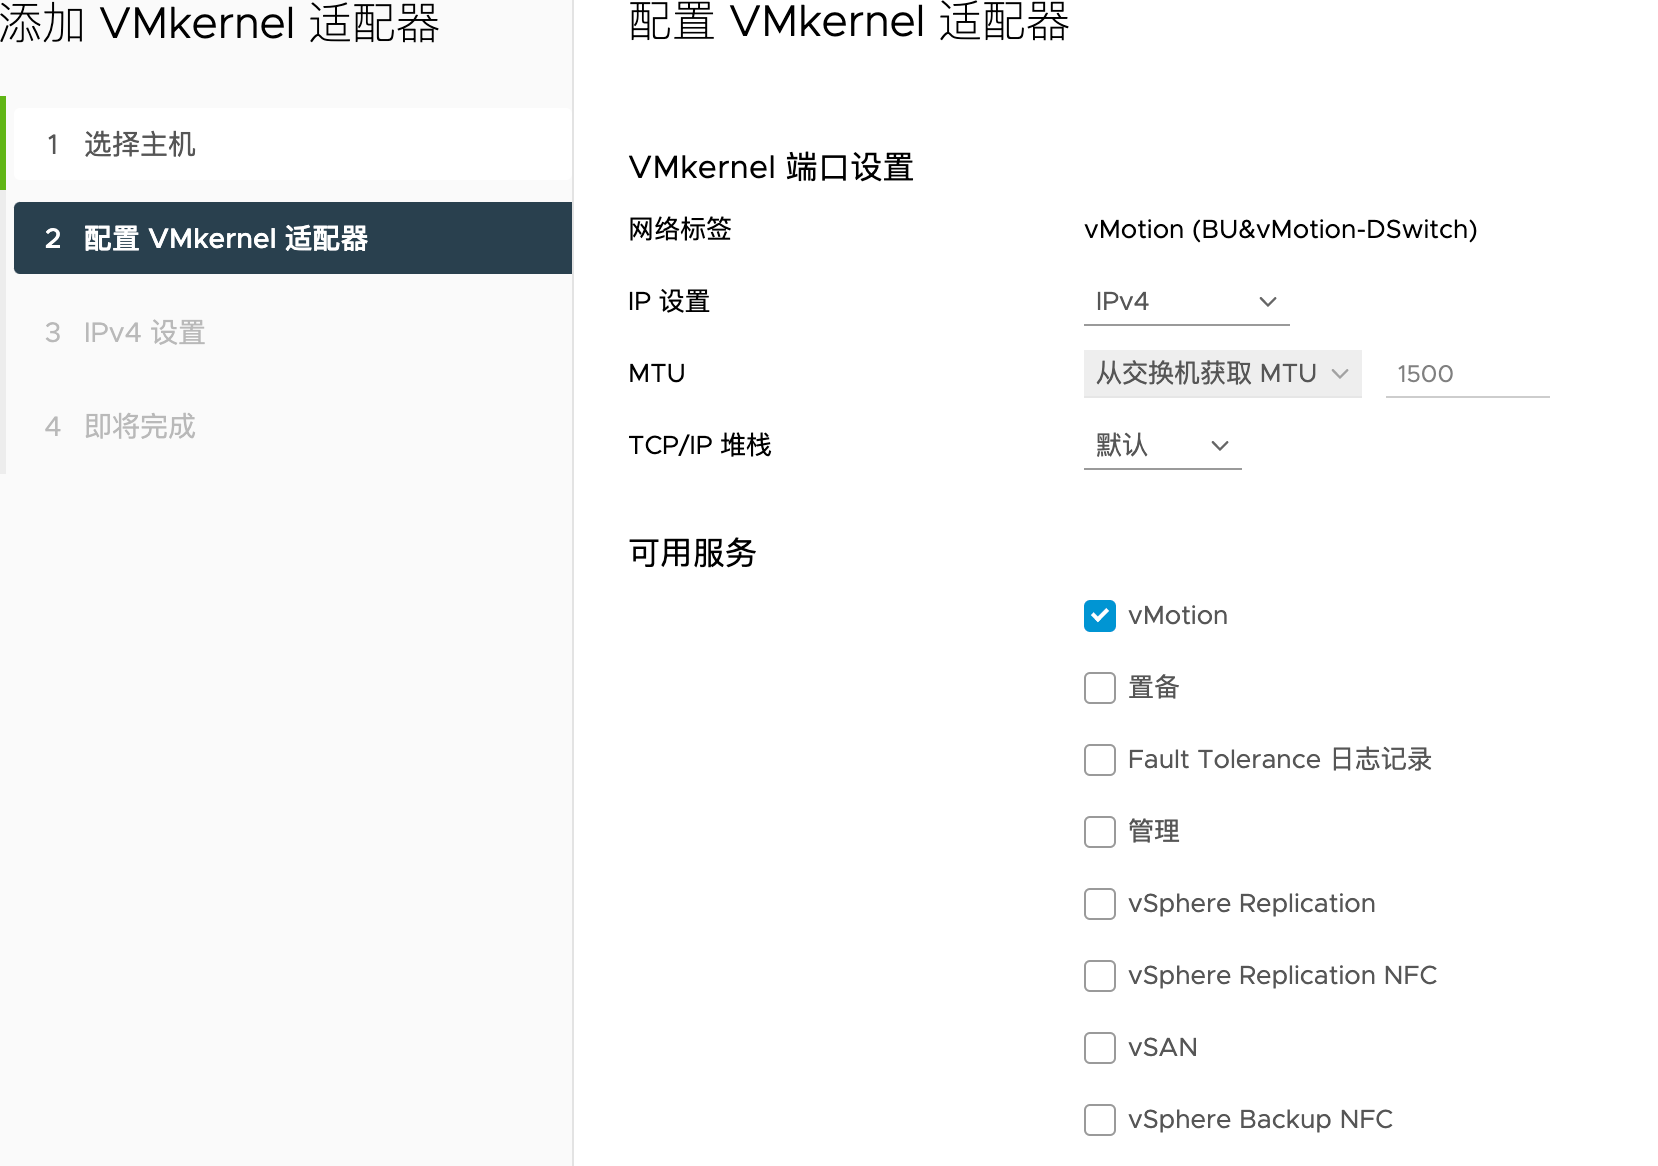 添加 VMkernel 适配器
1 选择主机
2 配置 VMkernel 适配器
3 IPv4 设置
4 即将完成
配置 VMkernel 适配器
VMkernel 端口设置
网络标签 vMotion (BU&vMotion-DSwitch)
IP 设置 IPv4
MTU 从交换机获取 MTU 1500
TCP/IP 堆栈 默认
可用服务
vMotion
置备
Fault Tolerance 日志记录
管理
vSphere Replication
vSphere Replication NFC
vSAN
vSphere Backup NFC